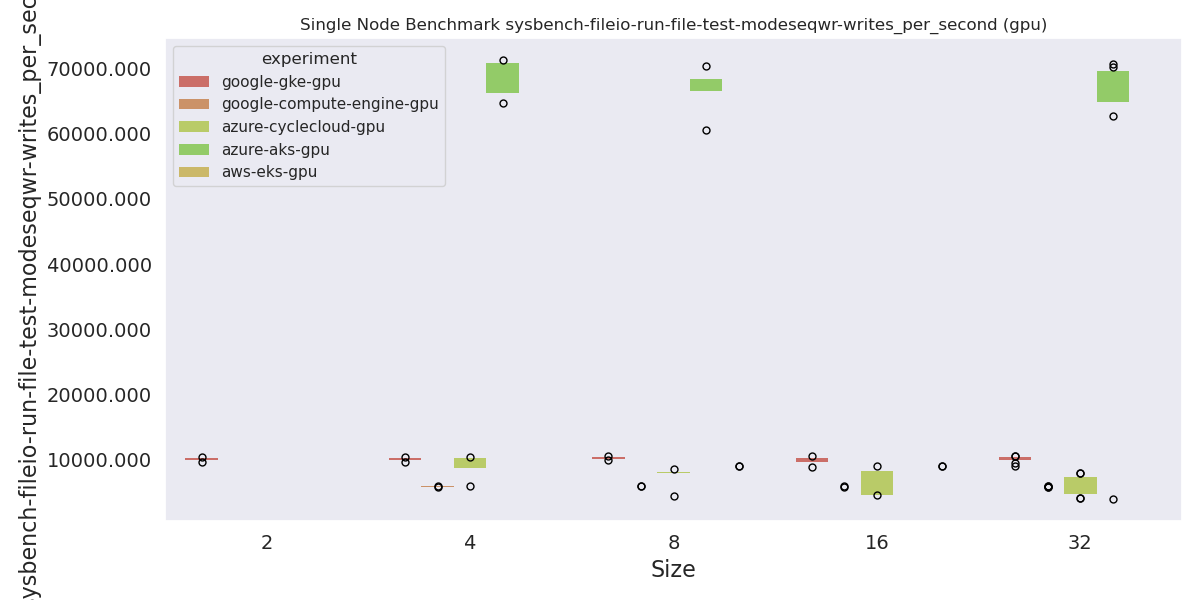 Single Node Benchmark sysbench-fileio-run-file-test-modeseqwr-writes_per_second (gpu)
experiment
google-gke-gpu
google-compute-engine-gpu
azure-cyclecloud-gpu
azure-aks-gpu
aws-eks-gpu
70000.000
60000.000
50000.000
40000.000
30000.000
20000.000
10000.000
ysbench-fileio-run-file-test-modeseqwr-writes_per_sec
2 4 8 16 32
Size